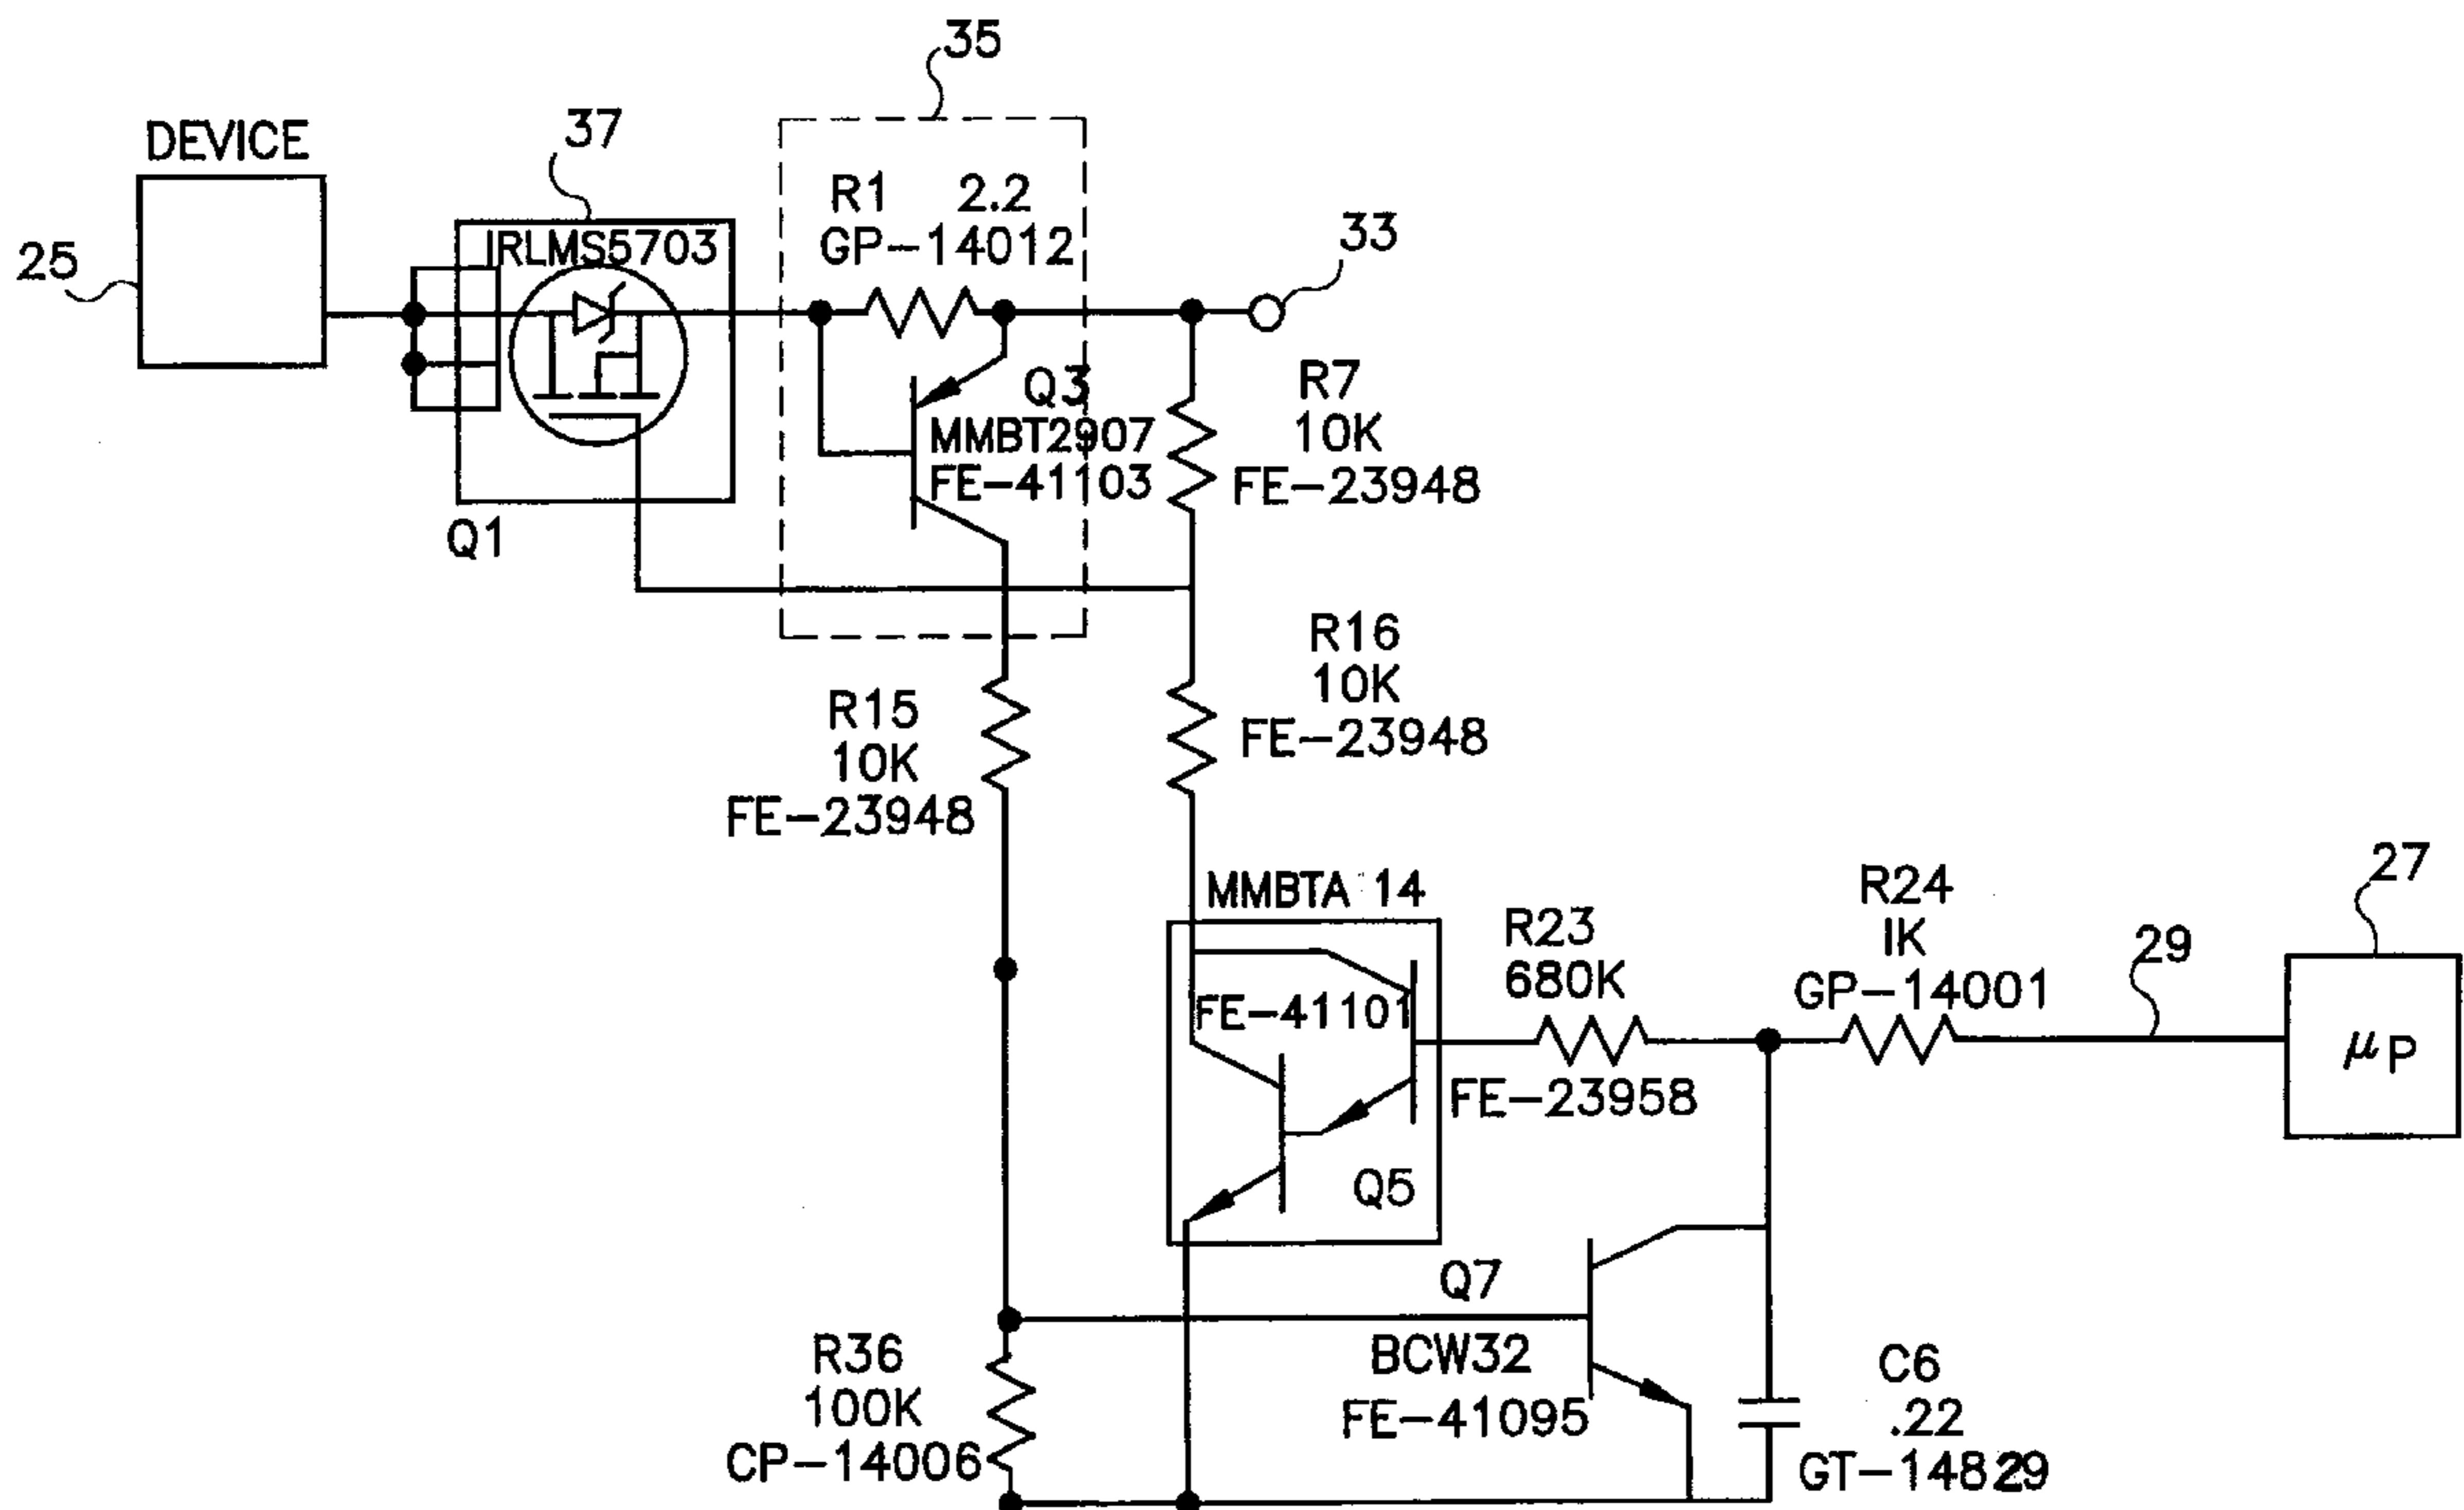 35
DEVICE
37
25
IRLMS5703
R1 2.2
GP-14012
33
Q3
MMBT2907
FE-41103
R7
10K
FE-23948
Q1
R16
10K
FE-23948
R15
10K
FE-23948
MMBTA 14
FE-41101
R23
680K
FE-23958
R24
1K
GP-14001
29
27
μP
Q5
Q7
BCW32
FE-41095
R36
100K
CP-14006
C6
.22
GT-14829